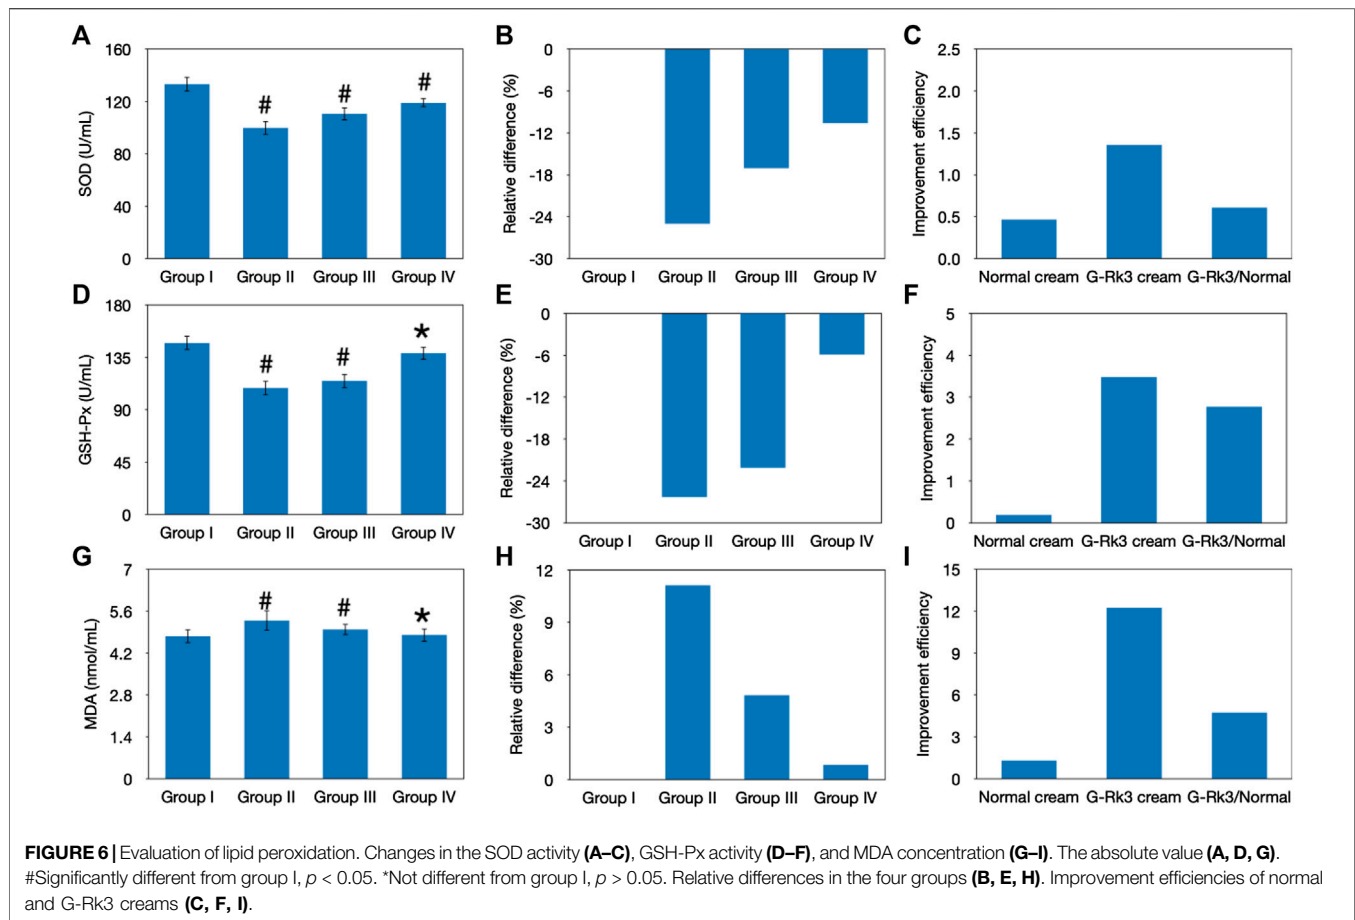 A
SOD (U/mL)
160
120
80
40
0
#
#
#
Group I Group II Group III Group IV
B
Relative difference (%)
0
-6
-12
-18
-24
-30
Group I Group II Group III Group IV
C
Improvement efficiency
2.5
2.0
1.5
1.0
0.5
0.0
Normal cream G-Rk3 cream G-Rk3/Normal
D
GSH-Px (U/mL)
180
135
90
45
0
#
#
*
Group I Group II Group III Group IV
E
Relative difference (%)
0
-6
-12
-18
-24
-30
Group I Group II Group III Group IV
F
Improvement efficiency
5
4
3
2
1
0
Normal cream G-Rk3 cream G-Rk3/Normal
G
MDA (nmol/mL)
7
5.6
4.2
2.8
1.4
0
#
#
*
Group I Group II Group III Group IV
H
Relative difference (%)
12
9
6
3
0
Group I Group II Group III Group IV
I
Improvement efficiency
15
12
9
6
3
0
Normal cream G-Rk3 cream G-Rk3/Normal
FIGURE 6 | Evaluation of lipid peroxidation. Changes in the SOD activity (A–C), GSH-Px activity (D–F), and MDA concentration (G–I). The absolute value (A, D, G).
#Significantly different from group I, p < 0.05. *Not different from group I, p > 0.05. Relative differences in the four groups (B, E, H). Improvement efficiencies of normal
and G-Rk3 creams (C, F, I).